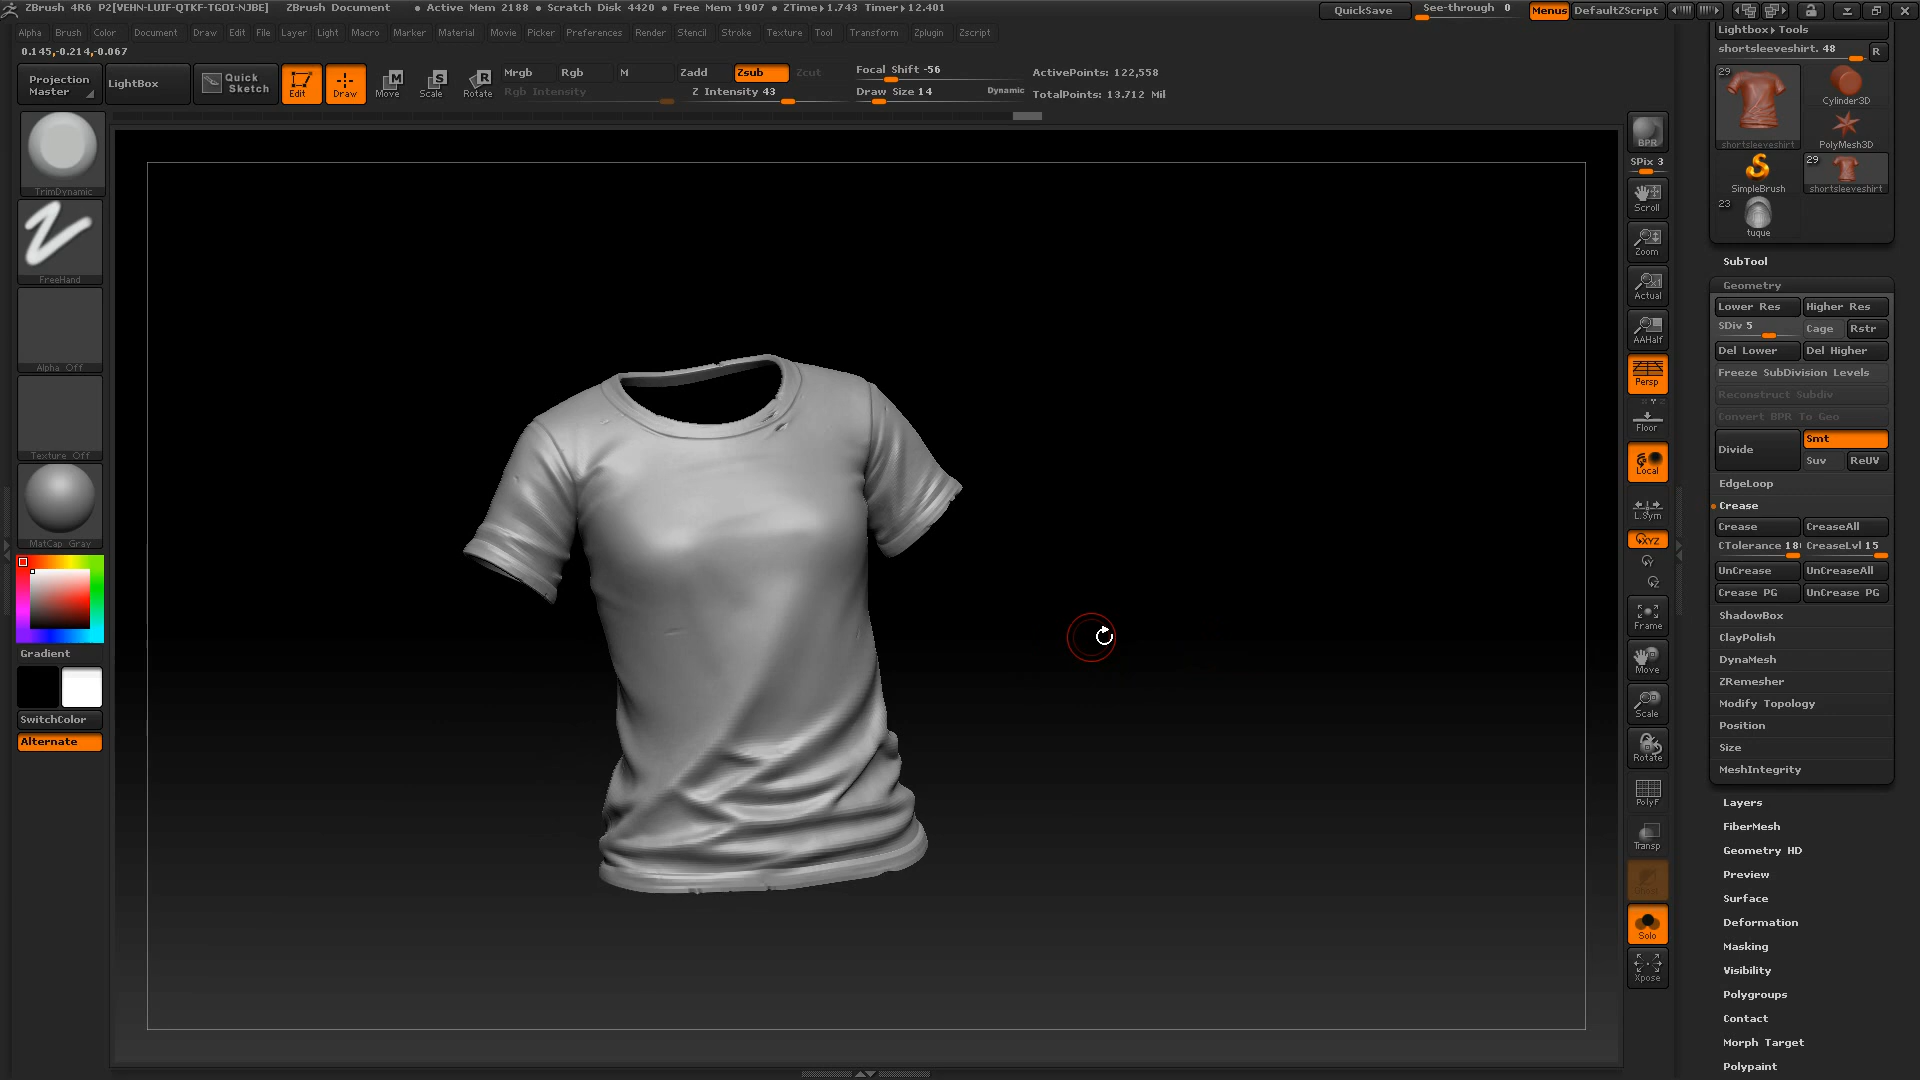 ZBrush 4R6 P2[VEHN-LUIF-QTKF-TGOI-NJBE] ZBrush Document • Active Mem 2188 • Scratch Disk 4420 • Free Mem 1907 • ZTime▸1.743 Timer▸12.401 QuickSave See-through 0 Menus DefaultZScript
Alpha Brush Color Document Draw Edit File Layer Light Macro Marker Material Movie Picker Preferences Render Stencil Stroke Texture Tool Transform Zplugin Zscript
0.145,-0.214,-0.067
Projection Master
LightBox
Quick Sketch
Edit
Draw
Move
Scale
Rotate
Mrgb Rgb M
Rgb Intensity
Zadd Zsub Zcut
Z Intensity 43
Focal Shift -56
Draw Size 14
Dynamic
ActivePoints: 122,558
TotalPoints: 13.712 Mil
TrimDynamic
FreeHand
Alpha Off
Texture Off
MatCap Gray
Gradient
SwitchColor
Alternate
BPR
SPix 3
Scroll
Zoom
Actual
AAHalf
Persp
Floor
Local
L.Sym
XYZ
Y
Z
Frame
Move
Scale
Rotate
PolyF
Transp
Ghost
Solo
Xpose
Lightbox▸Tools
shortsleeveshirt. 48 R
29
shortsleeveshirt
Cylinder3D
PolyMesh3D
SimpleBrush
29
shortsleeveshirt
23
tuque
SubTool
Geometry
Lower Res Higher Res
SDiv 5 Cage Rstr
Del Lower Del Higher
Freeze SubDivision Levels
Reconstruct Subdiv
Convert BPR To Geo
Divide Smt
Suv ReUV
EdgeLoop
Crease
Crease CreaseAll
CTolerance 18 CreaseLvl 15
UnCrease UnCreaseAll
Crease PG UnCrease PG
ShadowBox
ClayPolish
DynaMesh
ZRemesher
Modify Topology
Position
Size
MeshIntegrity
Layers
FiberMesh
Geometry HD
Preview
Surface
Deformation
Masking
Visibility
Polygroups
Contact
Morph Target
Polypaint